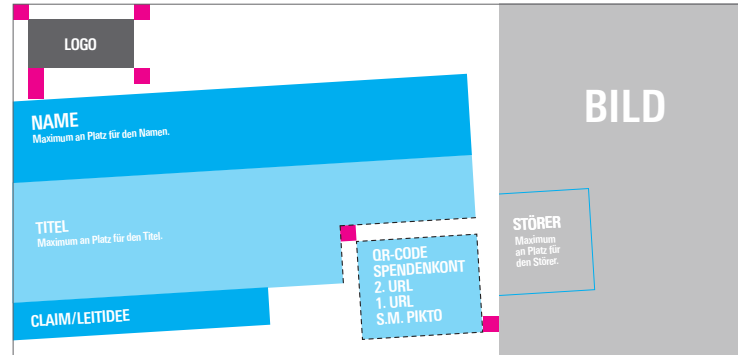 LOGO
NAME
Maximum an Platz für den Namen.
TITEL
Maximum an Platz für den Titel.
CLAIM/LEITIDEE
QR-CODE
SPENDENKONT
2. URL
1. URL
S.M. PIKTO
BILD
STÖRER
Maximum
an Platz für
den Störer.